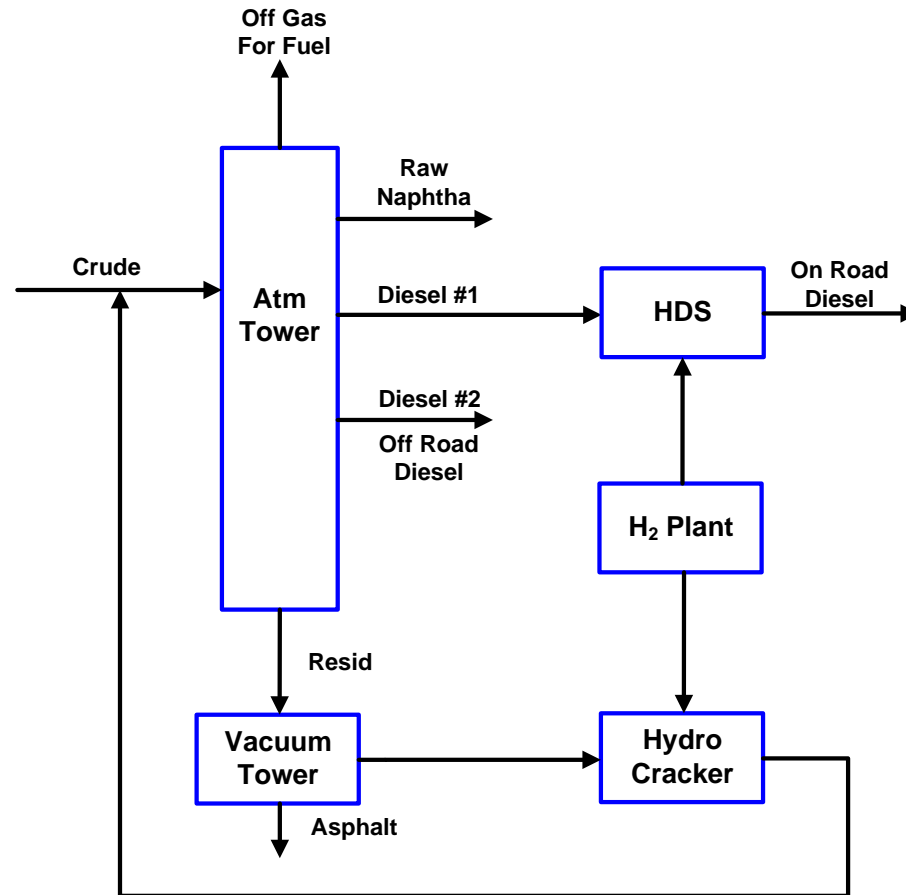 Off Gas
For Fuel
Raw
Naphtha
Crude
Atm
Tower
Diesel #1
HDS
On Road
Diesel
Diesel #2
Off Road
Diesel
H₂ Plant
Resid
Vacuum
Tower
Hydro
Cracker
Asphalt